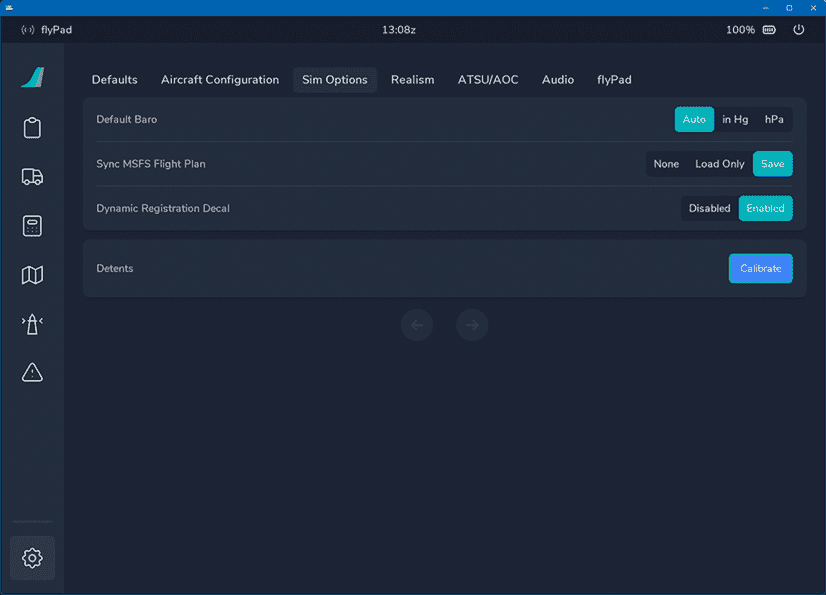 flyPad 13:08z 100%
Defaults Aircraft Configuration Sim Options Realism ATSU/AOC Audio flyPad
Default Baro Auto in Hg hPa
Sync MSFS Flight Plan None Load Only Save
Dynamic Registration Decal Disabled Enabled
Detents Calibrate